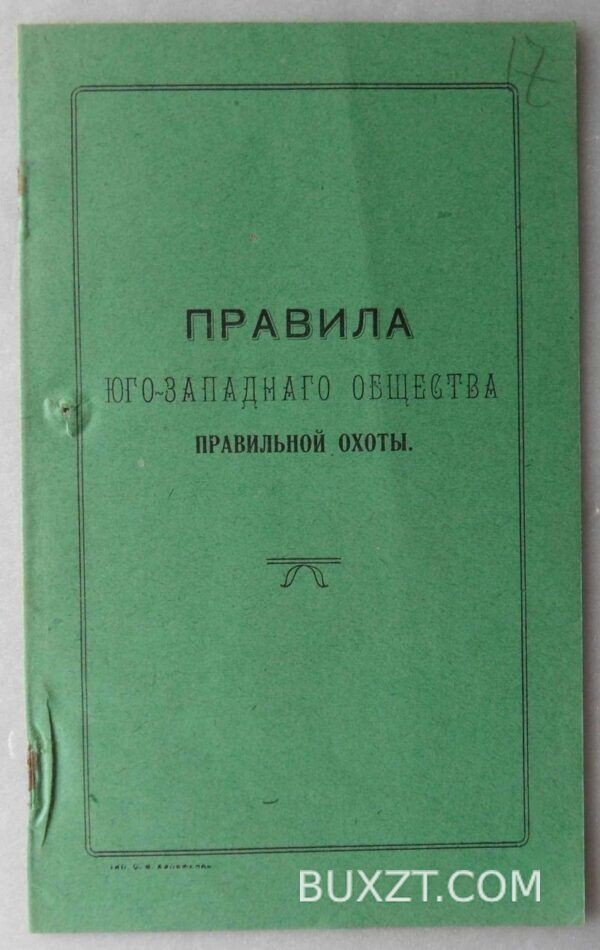 17
ПРАВИЛА
ЮГО-ЗАПАДНАГО ОБЩЕСТВА
ПРАВИЛЬНОЙ ОХОТЫ.
BUXZT.COM